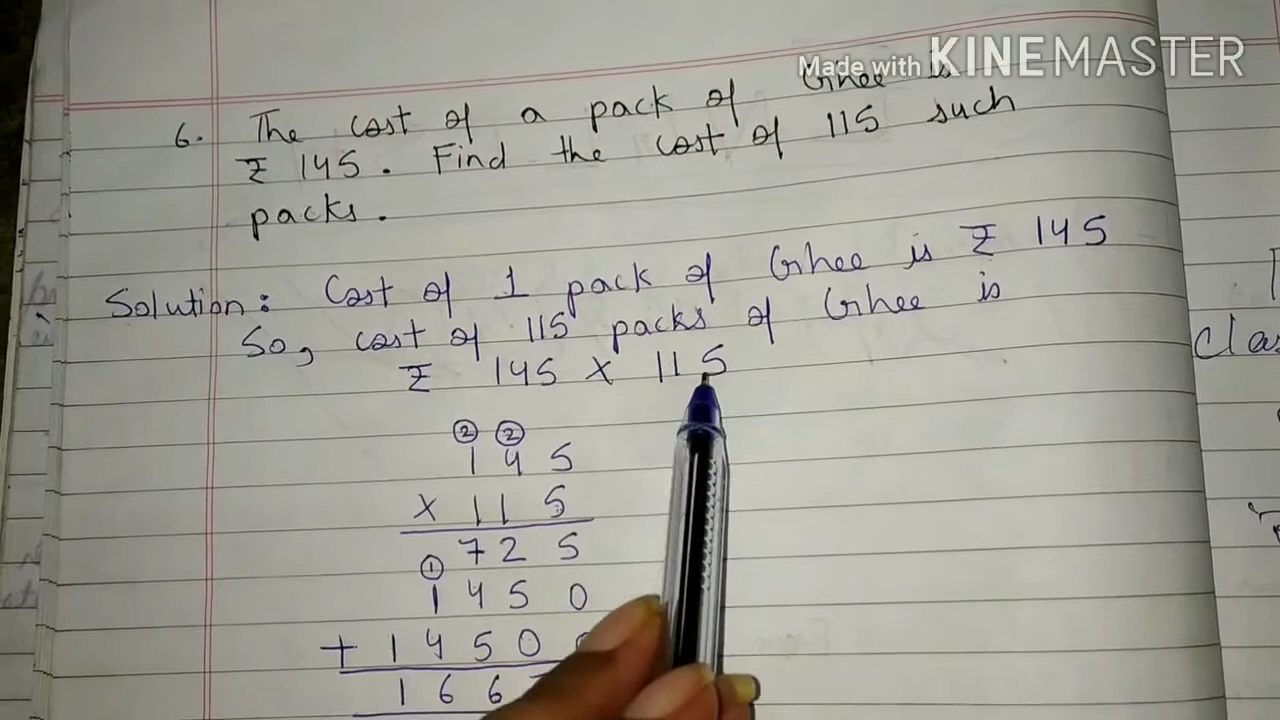 Made with KINEMASTER
6. The cost of a pack of Ghee is
₹ 145. Find the cost of 115 such
packs.
Solution: Cost of 1 pack of Ghee is ₹ 145
So, cost of 115 packs of Ghee is
₹ 145 x 115
② ②
1 4 5
x 1 1 5
7 2 5
①
1 4 5 0
+ 1 4 5 0
1 6 6